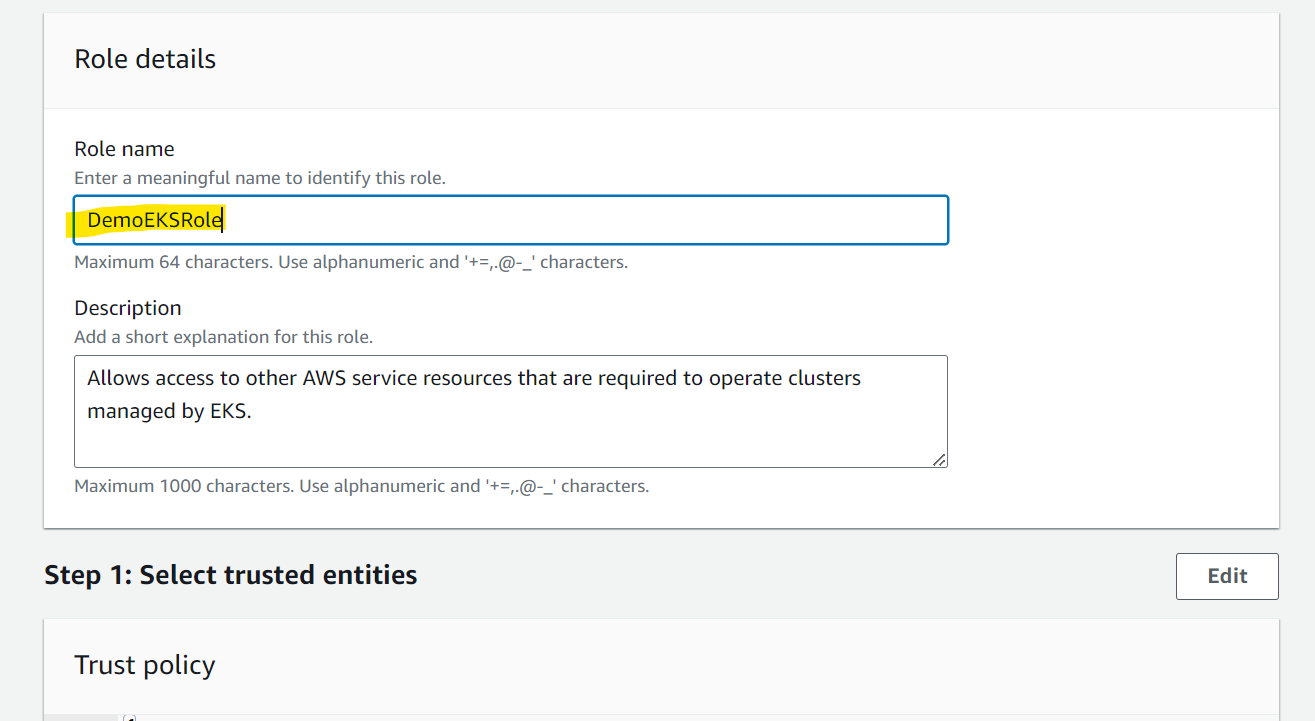 Role details
Role name
Enter a meaningful name to identify this role.
DemoEKSRole
Maximum 64 characters. Use alphanumeric and '+=,.@-_' characters.
Description
Add a short explanation for this role.
Allows access to other AWS service resources that are required to operate clusters
managed by EKS.
Maximum 1000 characters. Use alphanumeric and '+=,.@-_' characters.
Step 1: Select trusted entities
Edit
Trust policy